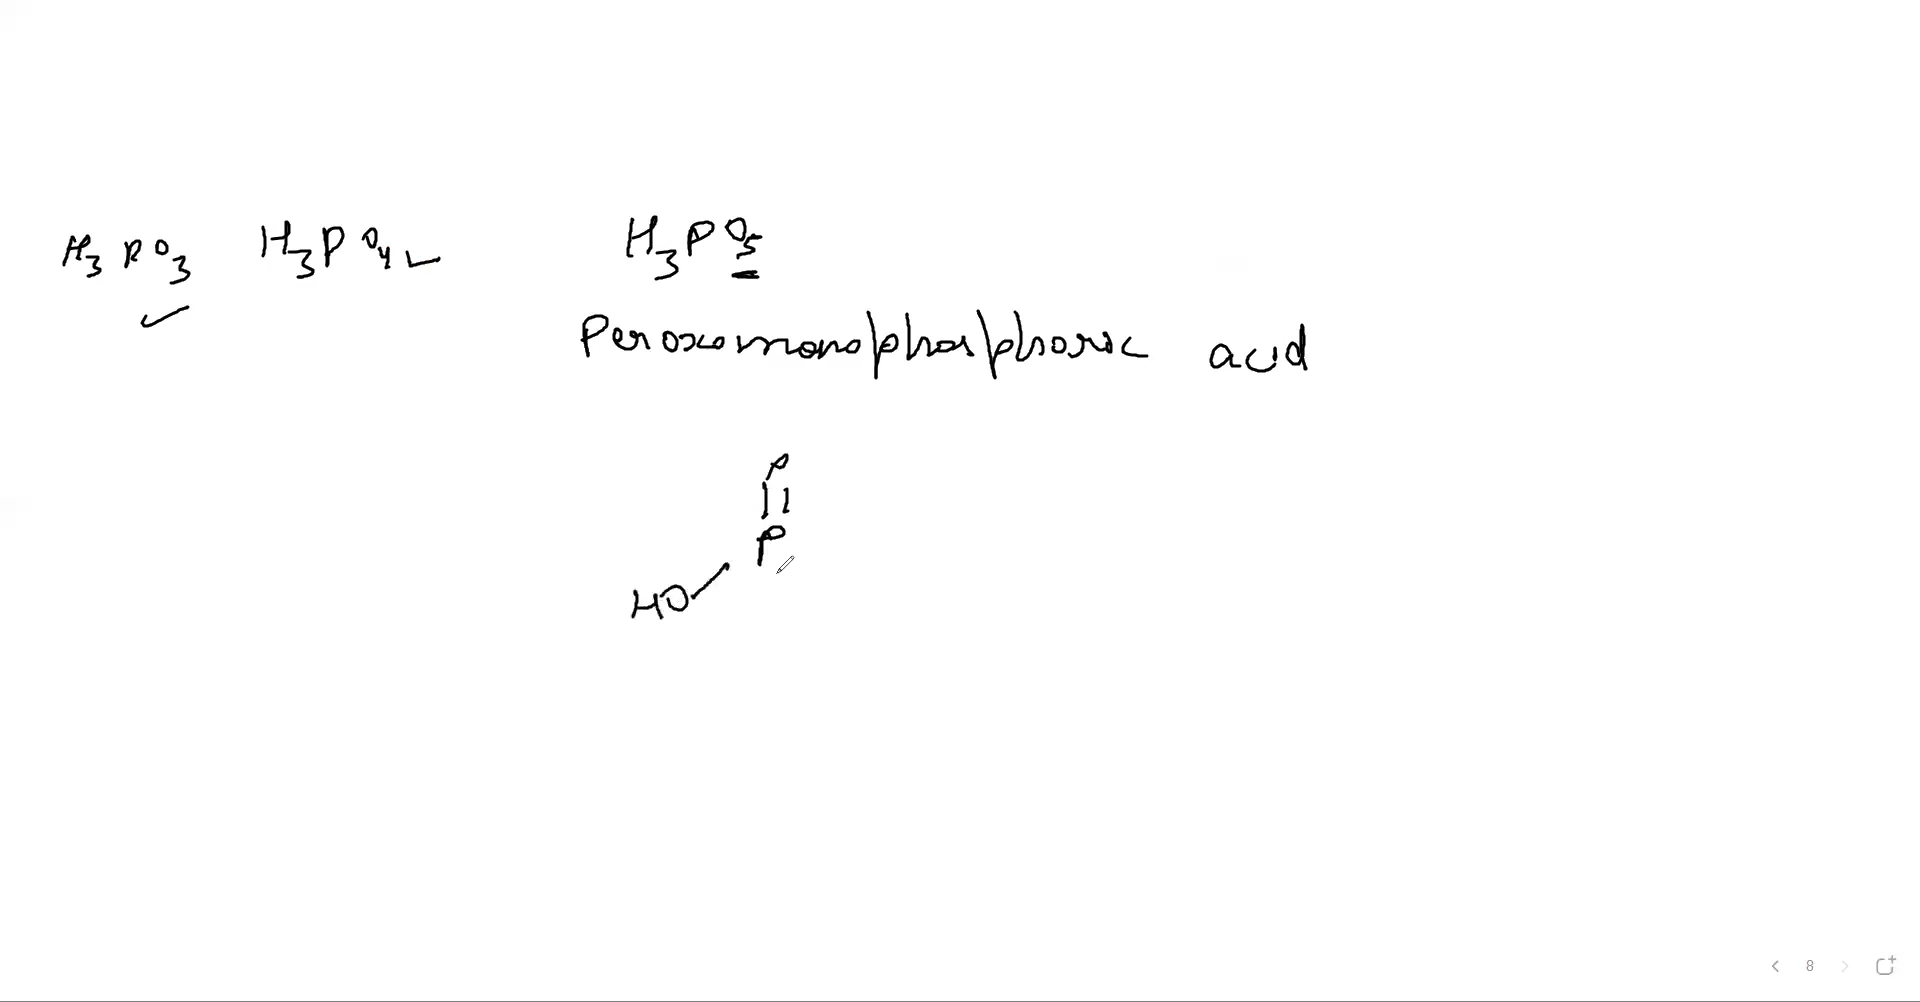 H₃PO₃ H₃PO₄ H₃PO₅
Peroxomonophosphoric acid
P
P
HO
8